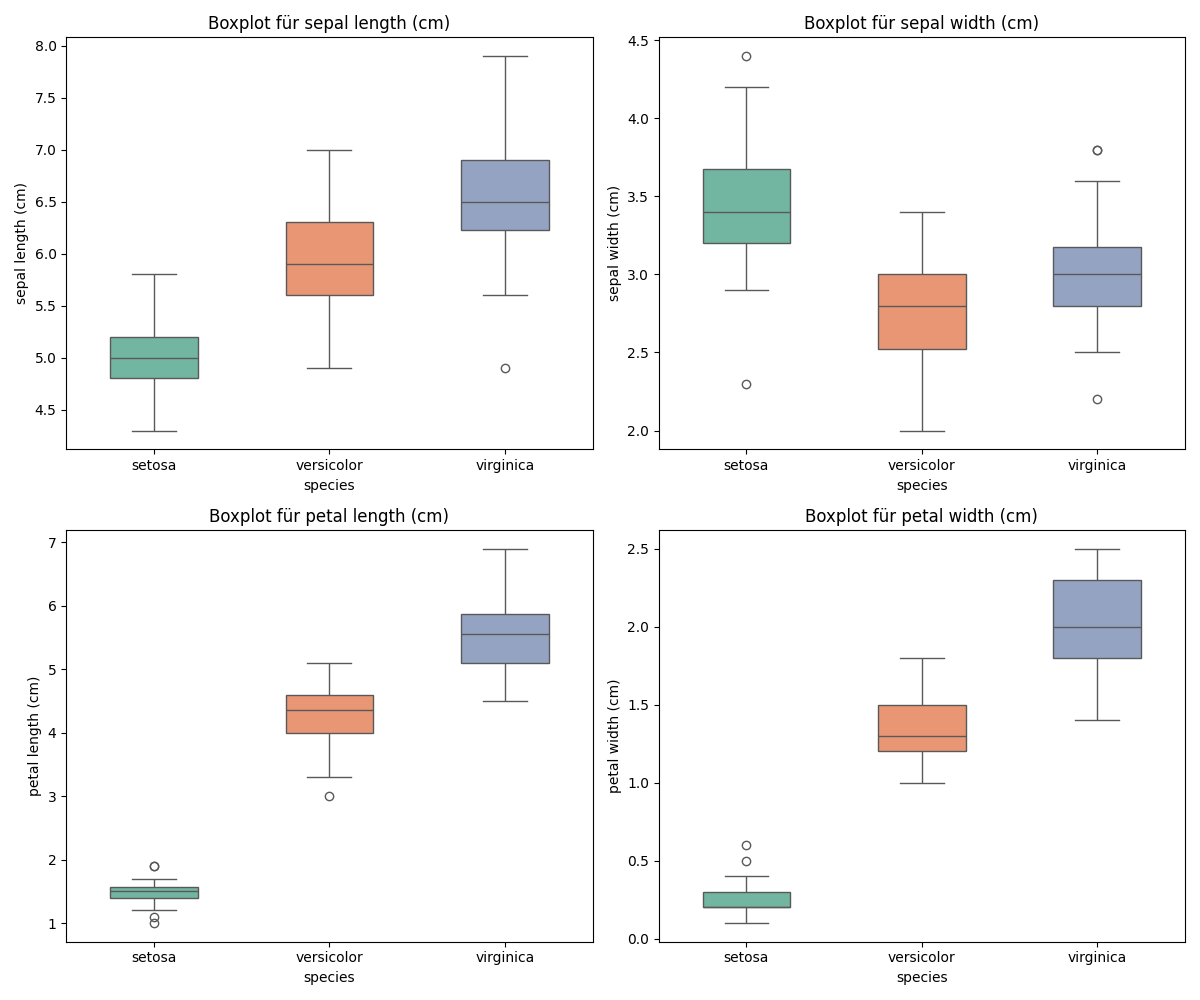 Boxplot für sepal length (cm)
8.0
7.5
7.0
6.5
6.0
5.5
5.0
4.5
sepal length (cm)
setosa versicolor virginica
species
Boxplot für sepal width (cm)
4.5
4.0
3.5
3.0
2.5
2.0
sepal width (cm)
setosa versicolor virginica
species
Boxplot für petal length (cm)
7
6
5
4
3
2
1
petal length (cm)
setosa versicolor virginica
species
Boxplot für petal width (cm)
2.5
2.0
1.5
1.0
0.5
0.0
petal width (cm)
setosa versicolor virginica
species